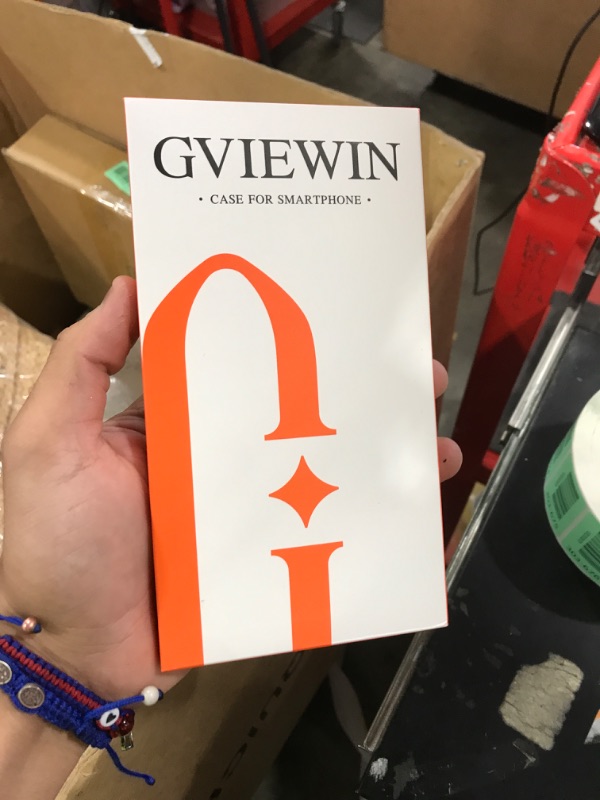 GVIEWIN
• CASE FOR SMARTPHONE •